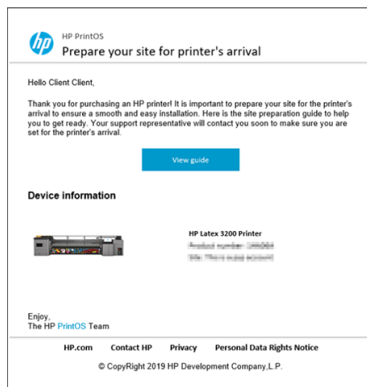 hp
HP PrintOS
Prepare your site for printer's arrival
Hello Client Client,
Thank you for purchasing an HP printer! It is important to prepare your site for the printer's
arrival to ensure a smooth and easy installation. Here is the site preparation guide to help
you to get ready. Your support representative will contact you soon to make sure you are
set for the printer's arrival.
View guide
Device information
HP Latex 3200 Printer
Enjoy,
The HP PrintOS Team
HP.com Contact HP Privacy Personal Data Rights Notice
© CopyRight 2019 HP Development Company,L.P.